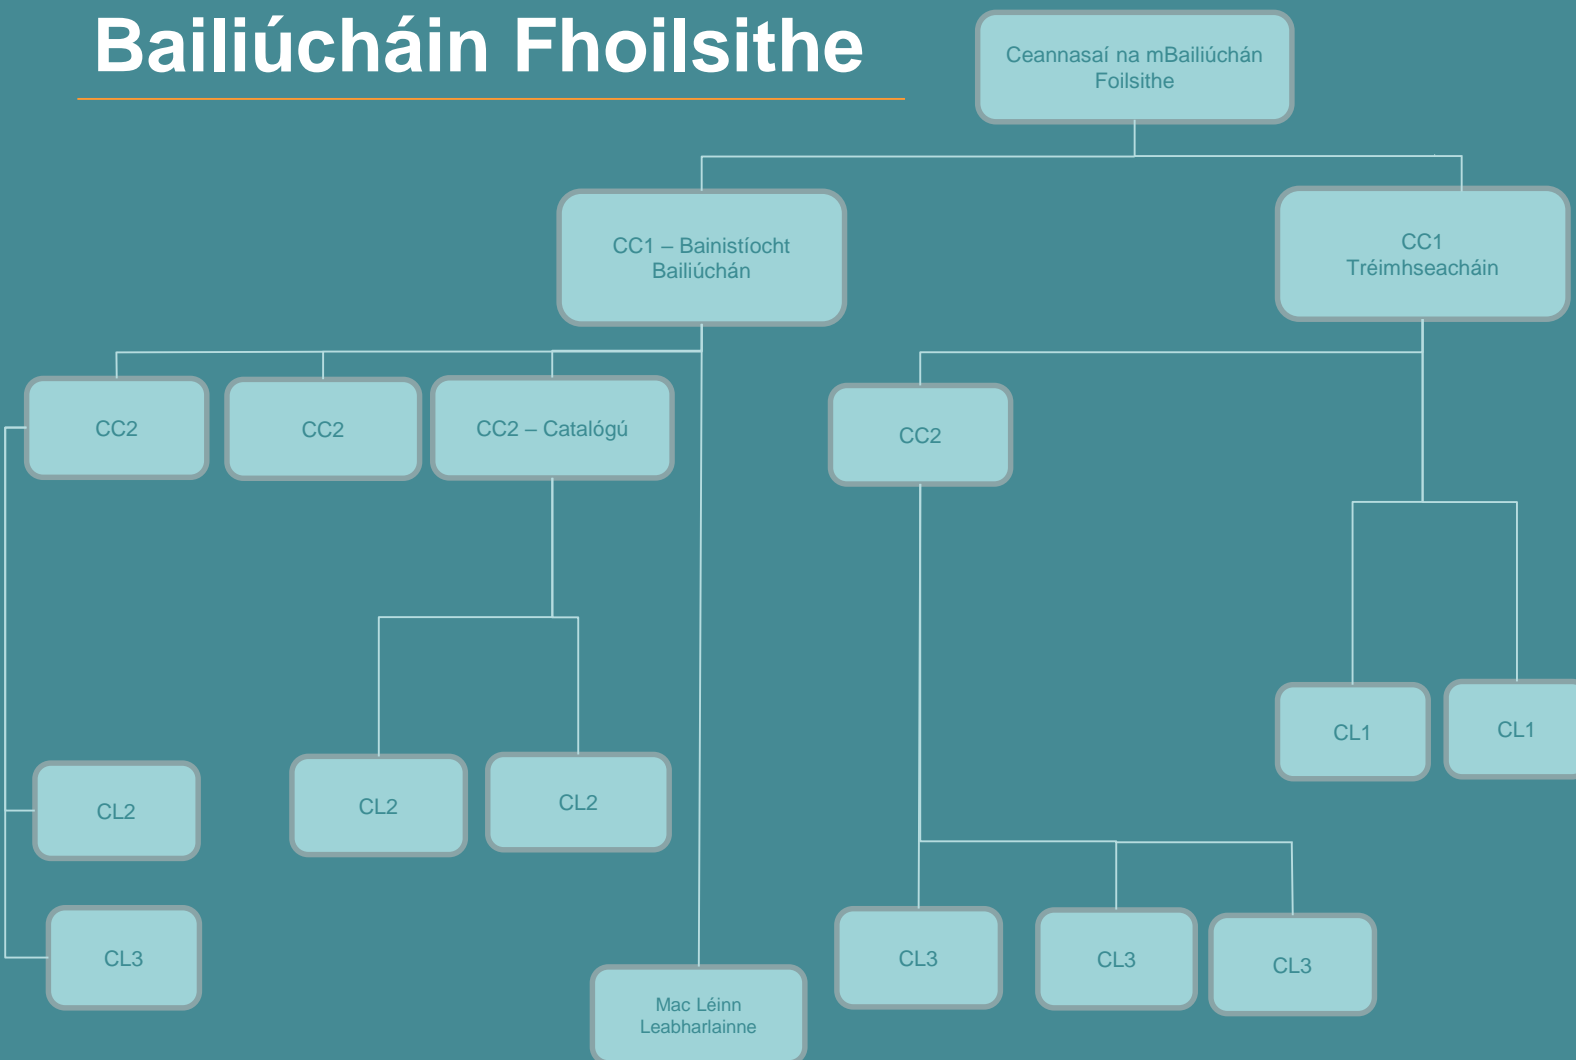 Bailiúcháin Fhoilsithe
Ceannasaí na mBailiúchán
Foilsithe
CC1 – Bainistíocht
Bailiúchán
CC1
Tréimhseacháin
CC2
CC2
CC2 – Catalógú
CC2
CL1
CL1
CL2
CL2
CL2
CL3
CL3
CL3
CL3
Mac Léinn
Leabharlainne